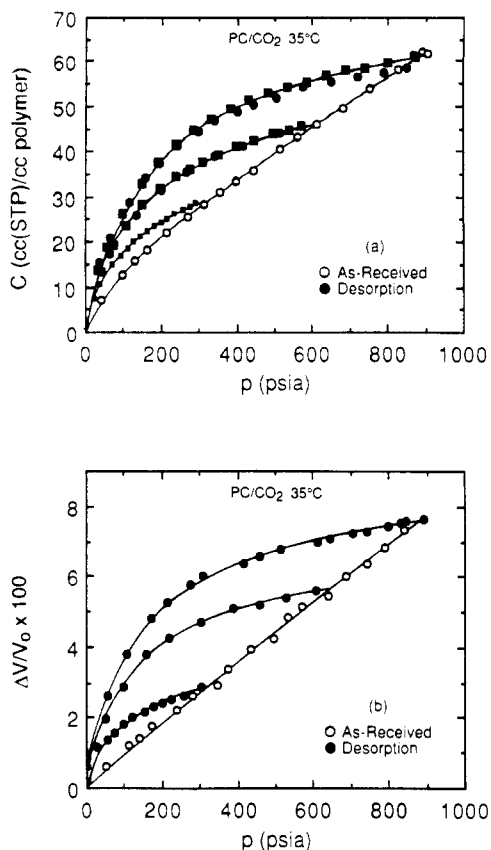 PC/CO₂ 35°C
70
60
50
40
30
20
10
0
C (cc(STP)/cc polymer)
(a)
○ As-Received
● Desorption
0 200 400 600 800 1000
p (psia)
PC/CO₂ 35°C
8
6
4
2
0
ΔV/V₀ x 100
(b)
○ As-Received
● Desorption
0 200 400 600 800 1000
p (psia)